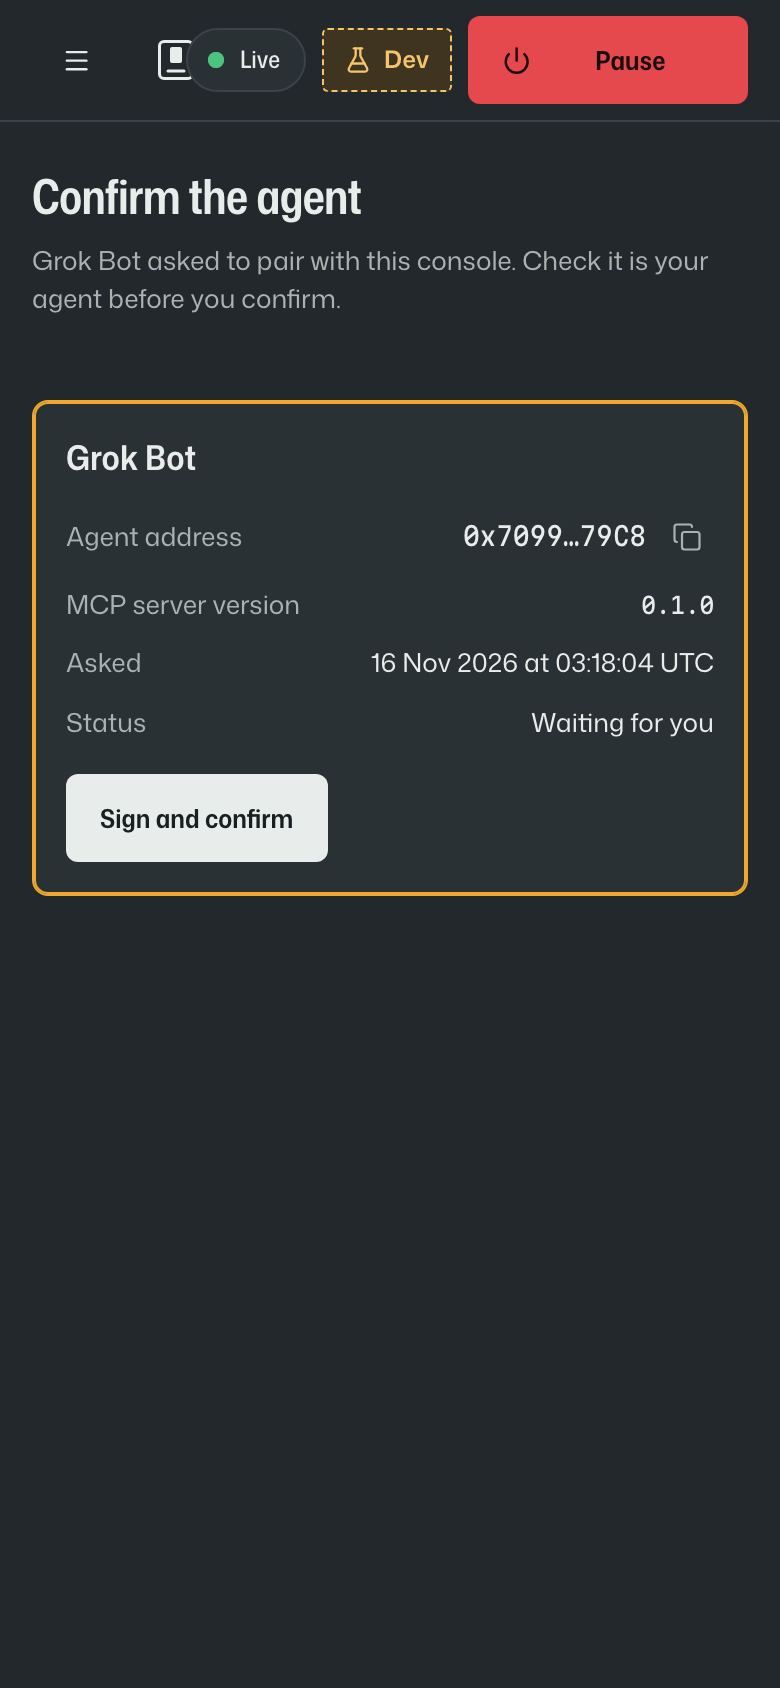 Live
Dev
Pause
Confirm the agent
Grok Bot asked to pair with this console. Check it is your
agent before you confirm.
Grok Bot
Agent address 0x7099…79C8
MCP server version 0.1.0
Asked 16 Nov 2026 at 03:18:04 UTC
Status Waiting for you
Sign and confirm